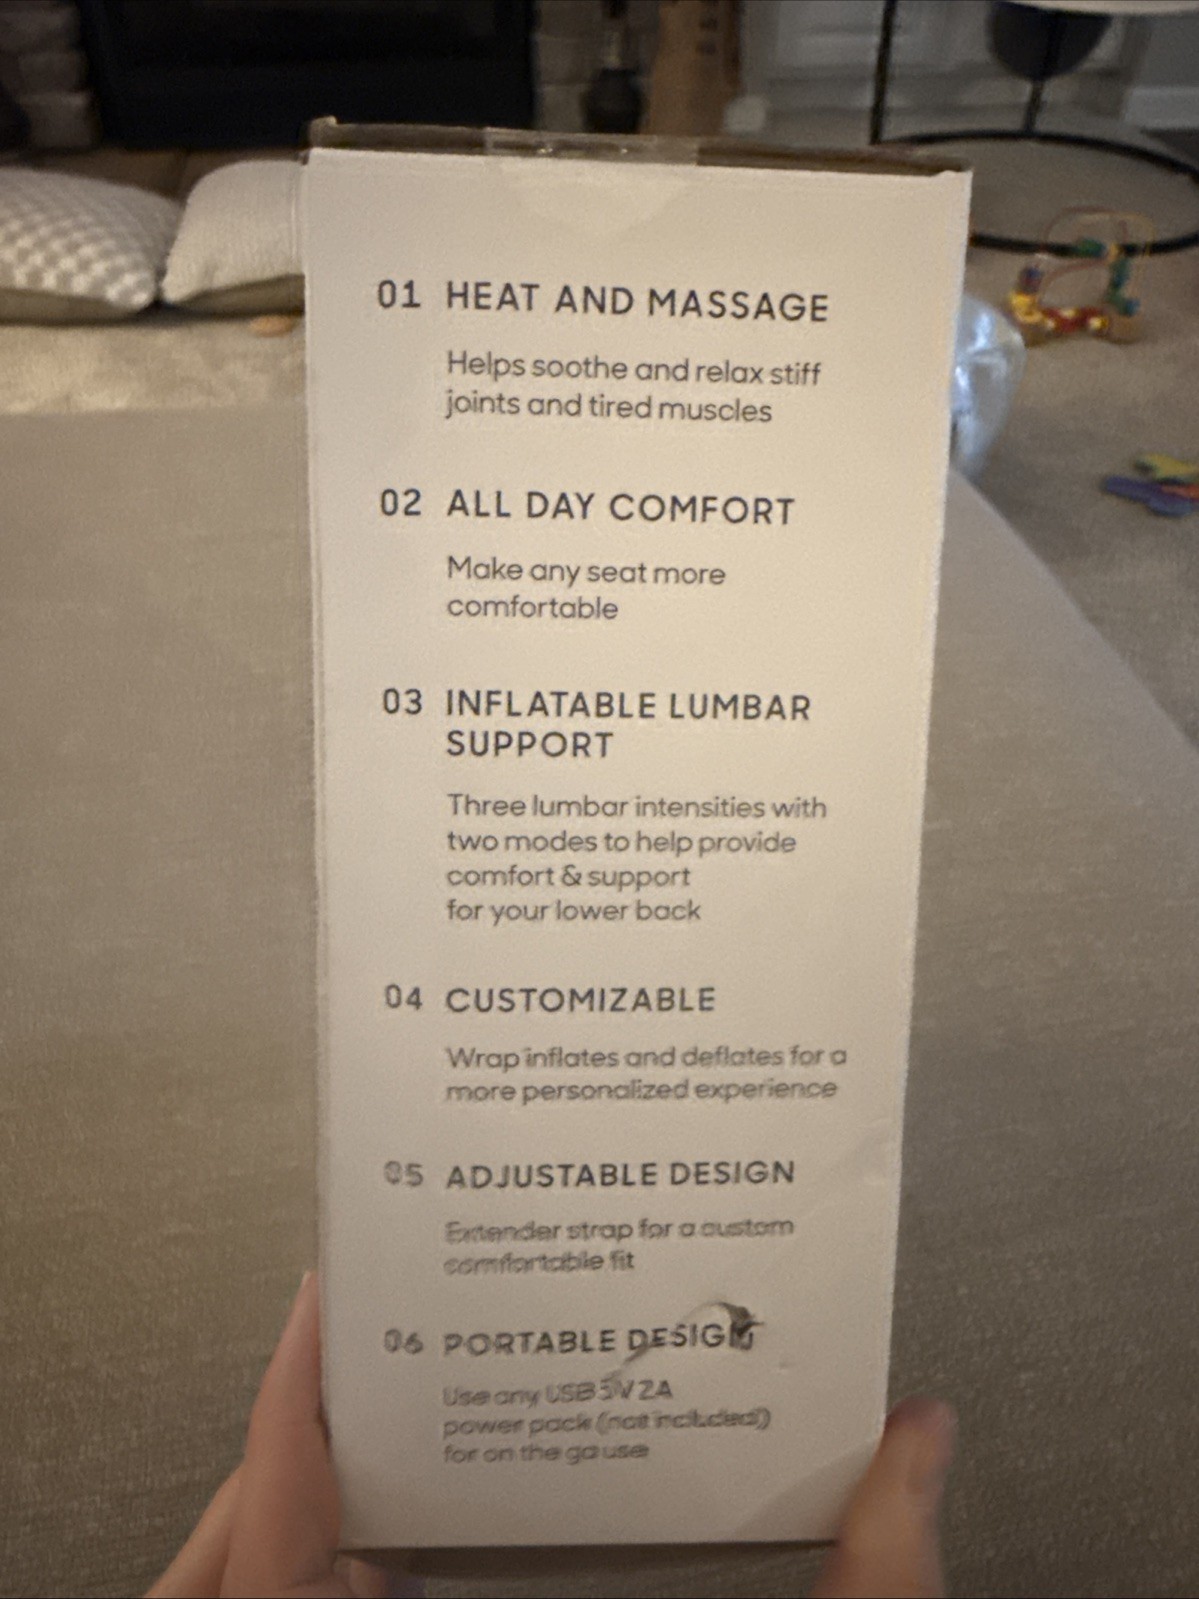 01 HEAT AND MASSAGE
Helps soothe and relax stiff
joints and tired muscles
02 ALL DAY COMFORT
Make any seat more
comfortable
03 INFLATABLE LUMBAR
SUPPORT
Three lumbar intensities with
two modes to help provide
comfort & support
for your lower back
04 CUSTOMIZABLE
Wrap inflates and deflates for a
more personalized experience
05 ADJUSTABLE DESIGN
Extender strap for a custom
comfortable fit
06 PORTABLE DESIGN
Use any USB 5V 2A
power pack (not included)
for on the go use